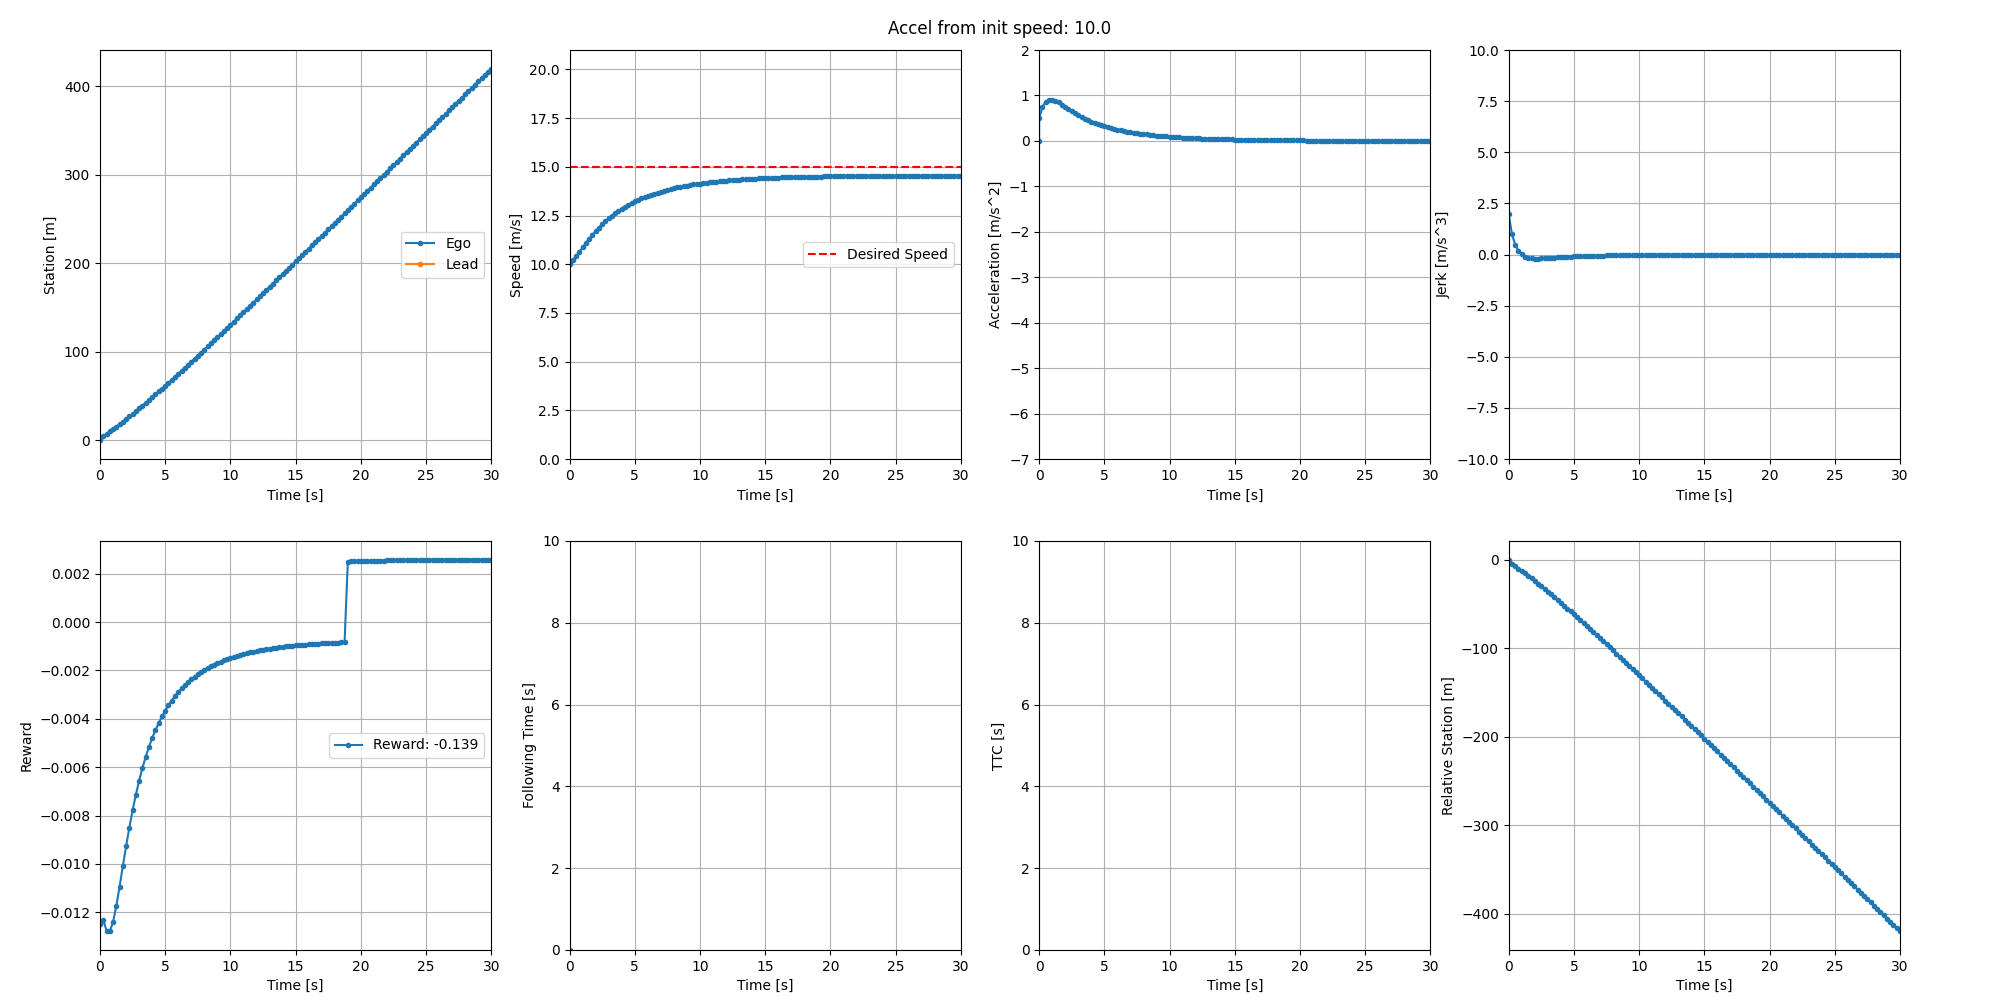 Accel from init speed: 10.0
Station [m]
400
300
200
100
0
Ego
Lead
0 5 10 15 20 25 30
Time [s]
Speed [m/s]
20.0
17.5
15.0
12.5
10.0
7.5
5.0
2.5
0.0
Desired Speed
0 5 10 15 20 25 30
Time [s]
Acceleration [m/s^2]
2
1
0
−1
−2
−3
−4
−5
−6
−7
0 5 10 15 20 25 30
Time [s]
Jerk [m/s^3]
10.0
7.5
5.0
2.5
0.0
−2.5
−5.0
−7.5
−10.0
0 5 10 15 20 25 30
Time [s]
Reward
0.002
0.000
−0.002
−0.004
−0.006
−0.008
−0.010
−0.012
Reward: -0.139
0 5 10 15 20 25 30
Time [s]
Following Time [s]
10
8
6
4
2
0
0 5 10 15 20 25 30
Time [s]
TTC [s]
10
8
6
4
2
0
0 5 10 15 20 25 30
Time [s]
Relative Station [m]
0
−100
−200
−300
−400
0 5 10 15 20 25 30
Time [s]